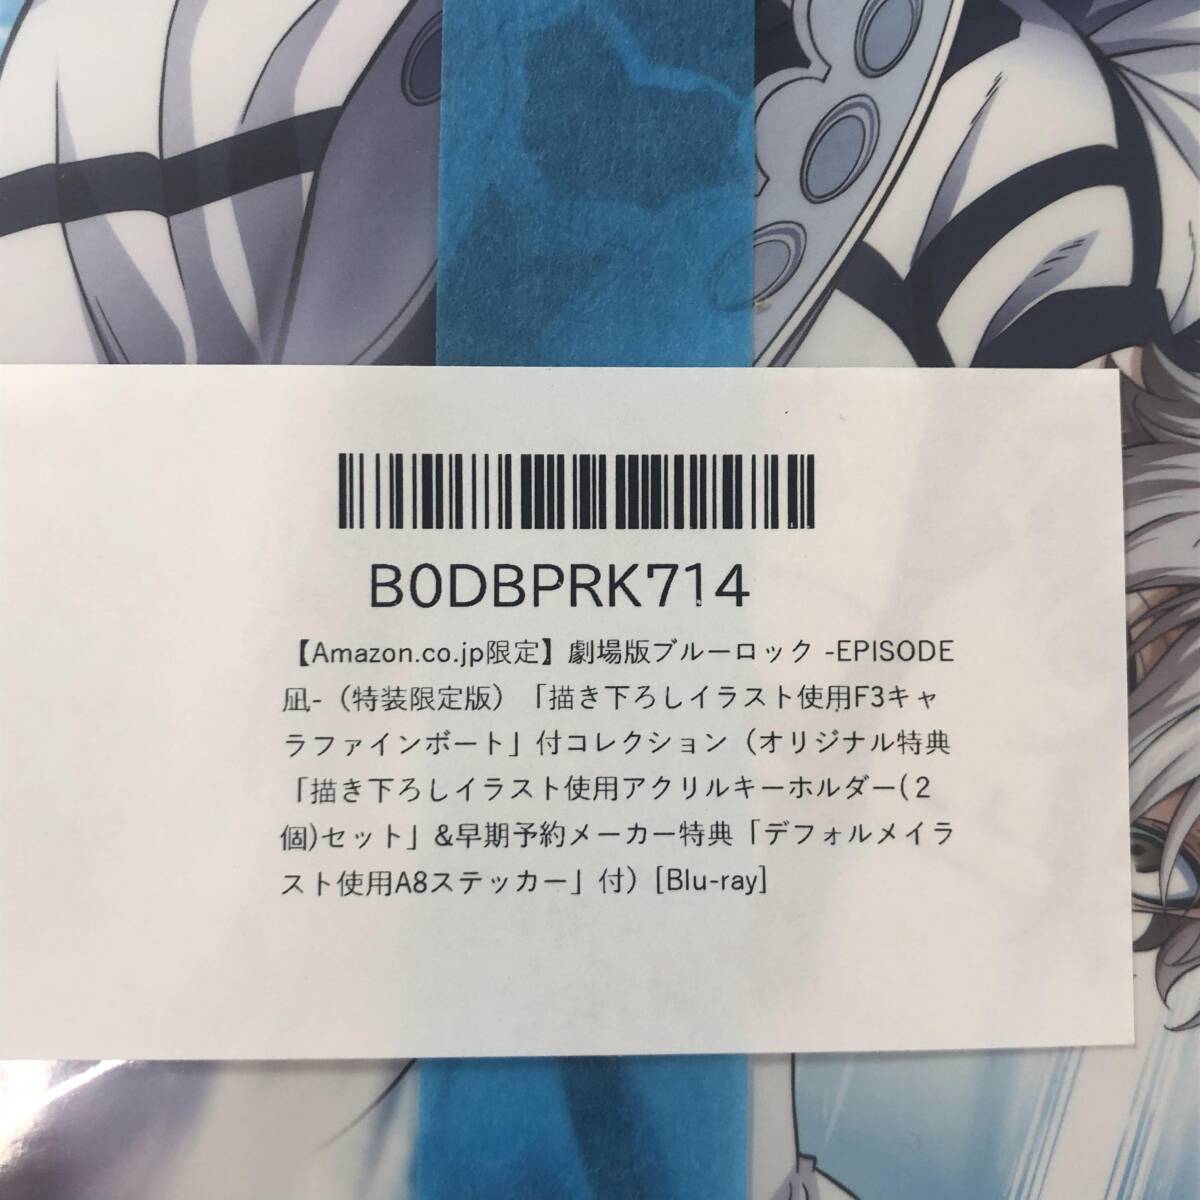 B0DBPRK714
【Amazon.co.jp限定】劇場版ブルーロック -EPISODE
凪-（特装限定版）「描き下ろしイラスト使用F3キャ
ラファインボート」付コレクション（オリジナル特典
「描き下ろしイラスト使用アクリルキーホルダー(２
個)セット」&早期予約メーカー特典「デフォルメイラ
スト使用A8ステッカー」付）[Blu-ray]